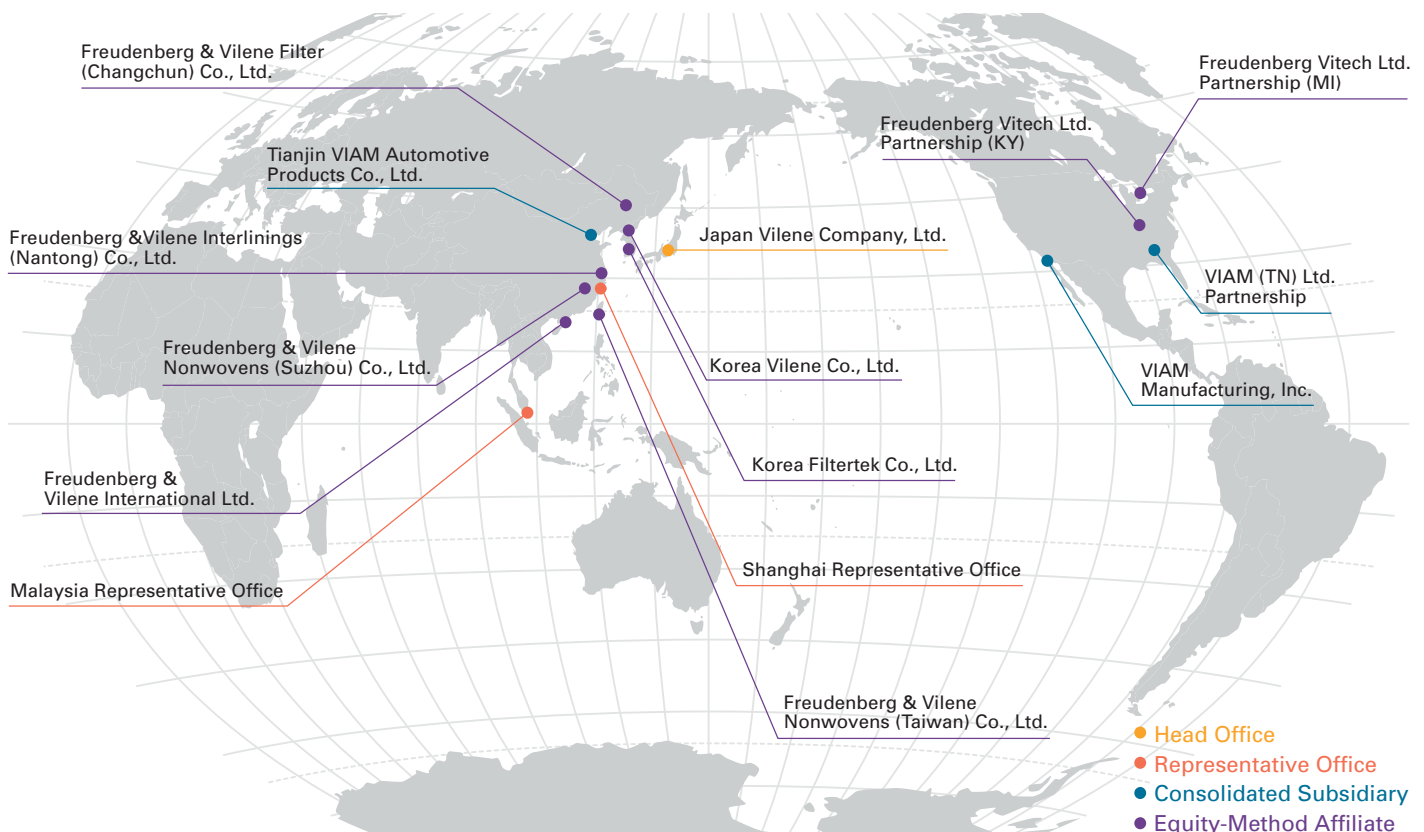 Freudenberg & Vilene Filter
(Changchun) Co., Ltd.
Freudenberg Vitech Ltd.
Partnership (MI)
Freudenberg Vitech Ltd.
Partnership (KY)
Tianjin VIAM Automotive
Products Co., Ltd.
Freudenberg &Vilene Interlinings
(Nantong) Co., Ltd.
Japan Vilene Company, Ltd.
VIAM (TN) Ltd.
Partnership
Freudenberg & Vilene
Nonwovens (Suzhou) Co., Ltd.
Korea Vilene Co., Ltd.
VIAM
Manufacturing, Inc.
Korea Filtertek Co., Ltd.
Freudenberg &
Vilene International Ltd.
Shanghai Representative Office
Malaysia Representative Office
Freudenberg & Vilene
Nonwovens (Taiwan) Co., Ltd.
Head Office
Representative Office
Consolidated Subsidiary
Equity-Method Affiliate